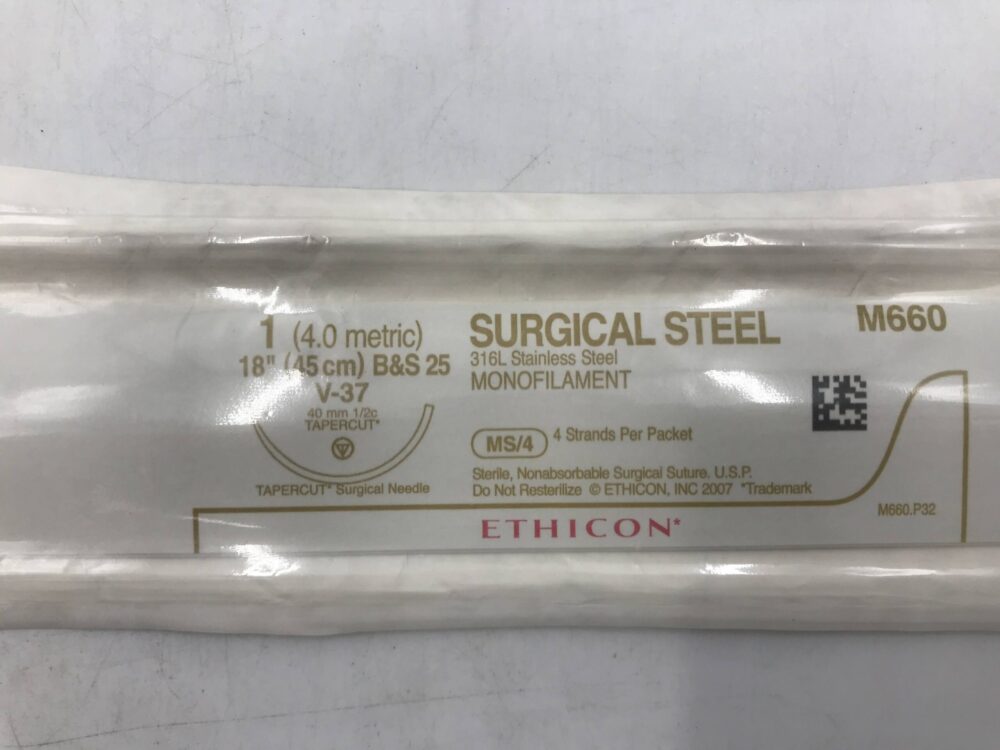 1 (4.0 metric)
18" (45cm) B&S 25
V-37
40 mm 1/2c
TAPERCUT*
TAPERCUT* Surgical Needle
SURGICAL STEEL
316L Stainless Steel
MONOFILAMENT
MS/4 4 Strands Per Packet
Sterile, Nonabsorbable Surgical Suture. U.S.P.
Do Not Resterilize © ETHICON, INC 2007 *Trademark
M660
M660.P32
ETHICON*